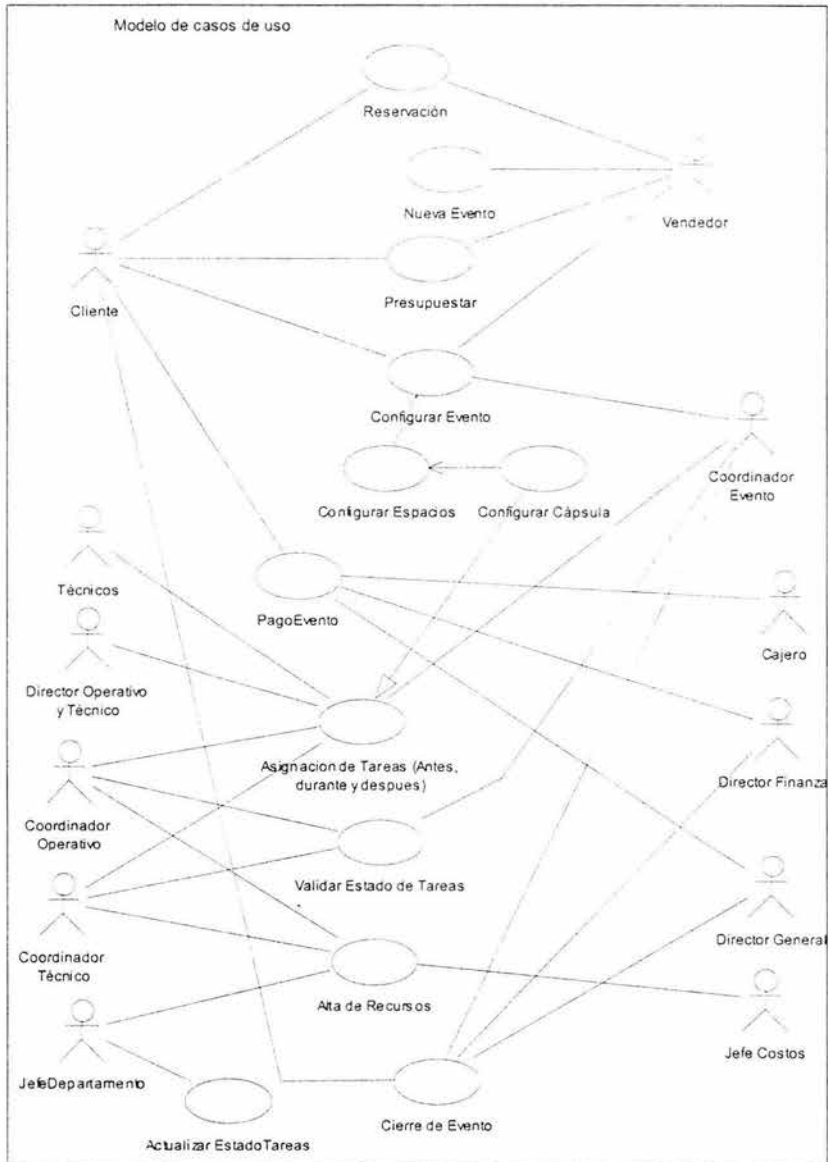 Modelo de casos de uso
Reservación
Nueva Evento
Vendedor
Cliente
Presupuestar
Configurar Evento
Coordinador
Evento
Configurar Espacios
Configurar Cápsula
Técnicos
PagoEvento
Cajero
Director Operativo
y Técnico
Asignacion de Tareas (Antes,
durante y despues)
Director Finanza
Coordinador
Operativo
Validar Estado de Tareas
Coordinador
Técnico
Director General
Alta de Recursos
Jefe Costos
JefeDepartamento
Cierre de Evento
Actualizar EstadoTareas